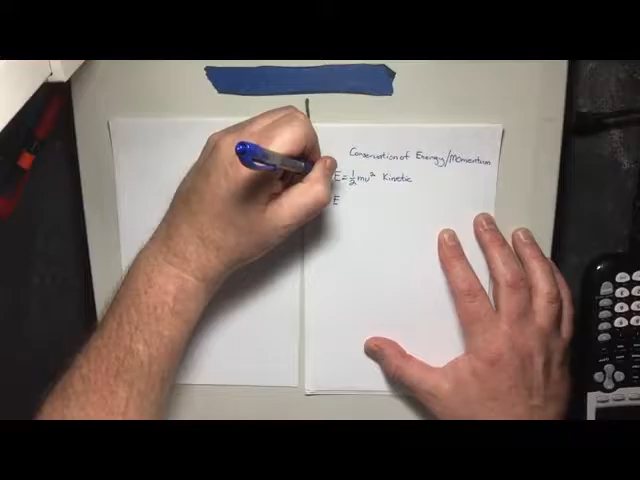 Conservation of Energy/Momentum
E = ½mv² Kinetic
E